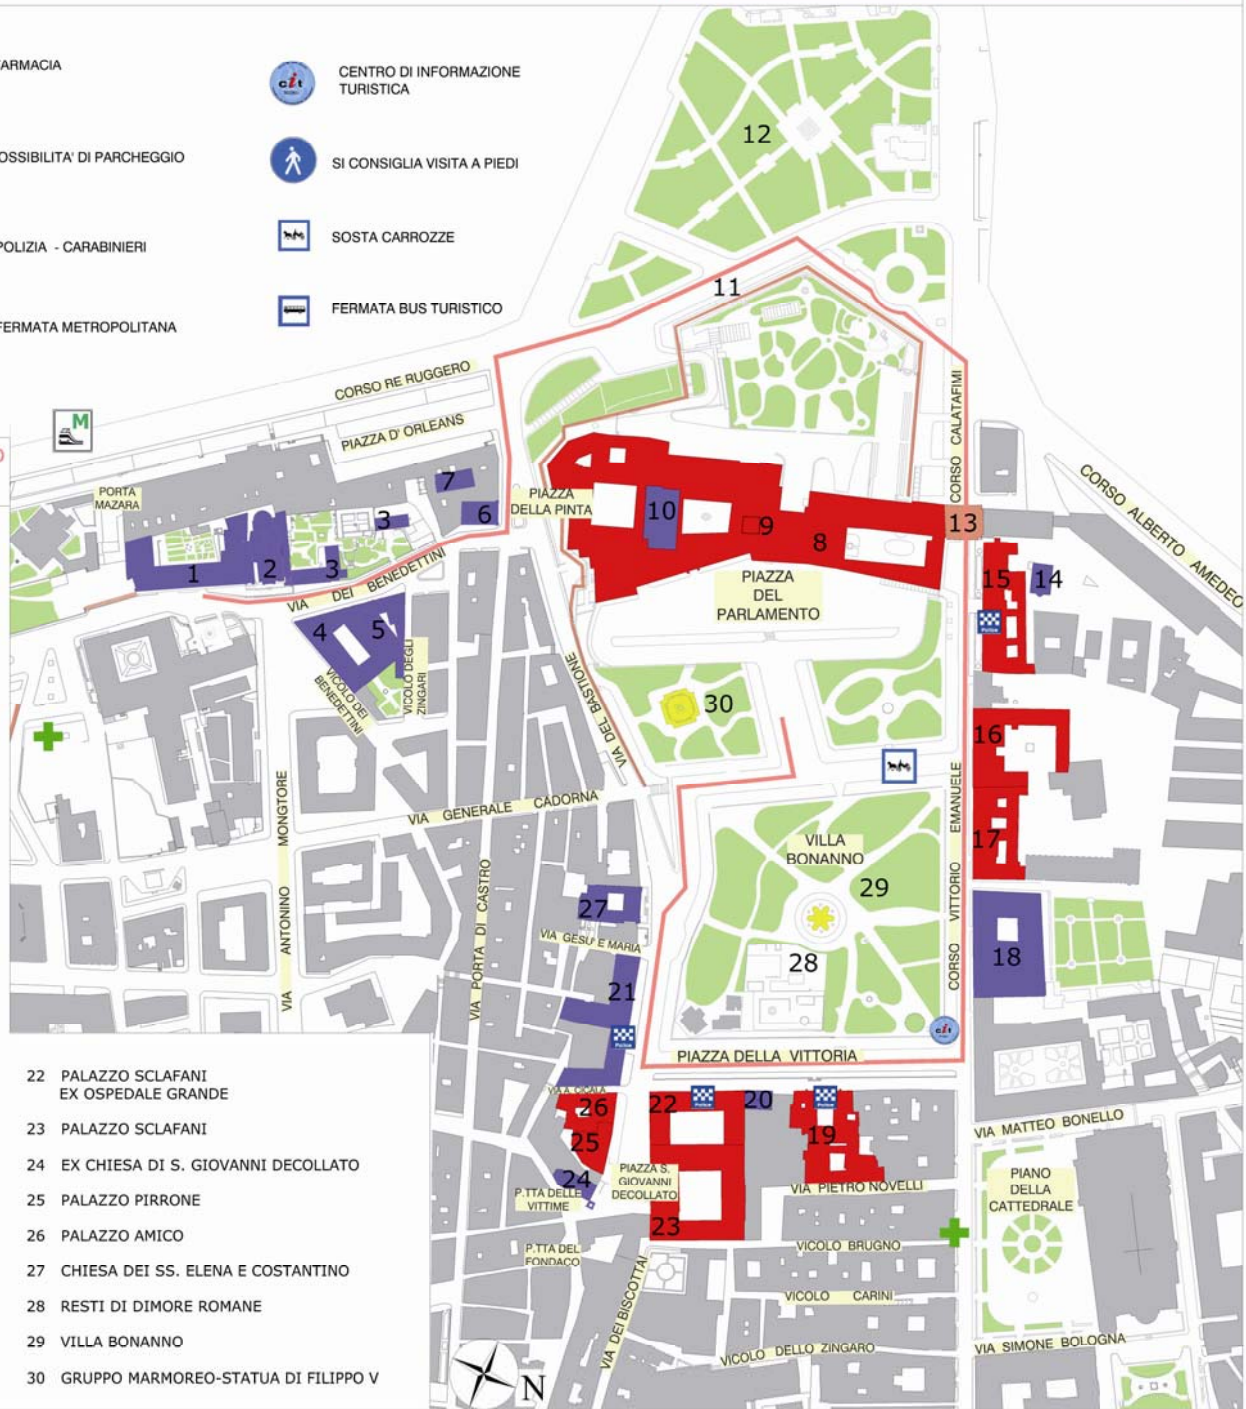 ARMACIA
CENTRO DI INFORMAZIONE
TURISTICA
cit
OSSIBILITA' DI PARCHEGGIO
SI CONSIGLIA VISITA A PIEDI
POLIZIA - CARABINIERI
SOSTA CARROZZE
FERMATA METROPOLITANA
FERMATA BUS TURISTICO
12
11
CORSO RE RUGGERO
PIAZZA D' ORLEANS
M
CORSO CALATAFIMI
CORSO ALBERTO AMEDEO
PORTA
MAZARA
7
6
3
PIAZZA
DELLA PINTA
10
9
8
13
1
2
3
VIA DEI BENEDETTINI
PIAZZA
DEL
PARLAMENTO
15
14
Police
4
5
VICOLO DEI
BENEDETTINI
VICOLO DEGLI
ZINGARI
VIA DEL BASTIONE
30
16
VIA GENERALE CADORNA
VIA ANTONINO MONGTORE
VIA PORTA DI CASTRO
VILLA
BONANNO
29
28
CORSO VITTORIO EMANUELE
17
18
27
VIA GESU' E MARIA
21
Police
cit
PIAZZA DELLA VITTORIA
VIA A. CICALA
26
25
24
22
Police
20
Police
19
23
PIAZZA S.
GIOVANNI
DECOLLATO
P.TTA DELLE
VITTIME
P.TTA DEL
FONDACO
VIA DEI BISCOTTAI
VIA PIETRO NOVELLI
VICOLO BRUGNO
VICOLO CARINI
VICOLO DELLO ZINGARO
VIA MATTEO BONELLO
PIANO
DELLA
CATTEDRALE
VIA SIMONE BOLOGNA
22 PALAZZO SCLAFANI
EX OSPEDALE GRANDE
23 PALAZZO SCLAFANI
24 EX CHIESA DI S. GIOVANNI DECOLLATO
25 PALAZZO PIRRONE
26 PALAZZO AMICO
27 CHIESA DEI SS. ELENA E COSTANTINO
28 RESTI DI DIMORE ROMANE
29 VILLA BONANNO
30 GRUPPO MARMOREO-STATUA DI FILIPPO V
N